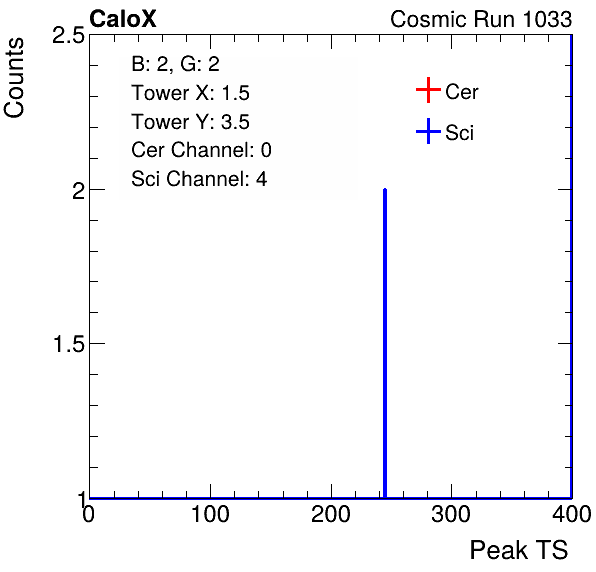 CaloX Cosmic Run 1033
Counts
B: 2, G: 2
Tower X: 1.5
Tower Y: 3.5
Cer Channel: 0
Sci Channel: 4
Cer
Sci
2.5
2
1.5
1
0 100 200 300 400
Peak TS